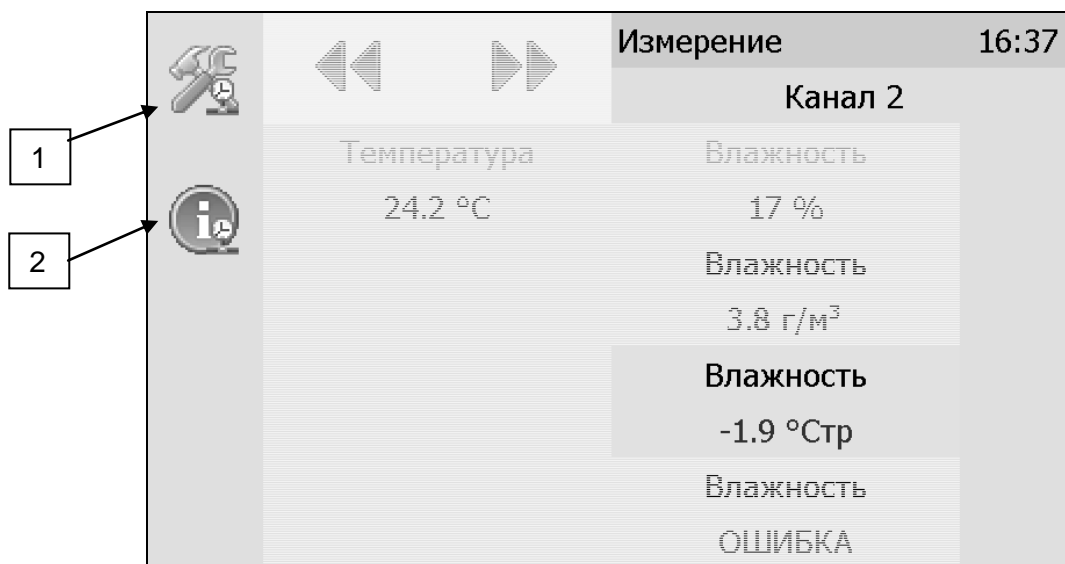 Измерение 16:37
Канал 2
1
Температура Влажность
24.2 °C 17 %
2
Влажность
3.8 г/м³
Влажность
-1.9 °Cтр
Влажность
ОШИБКА